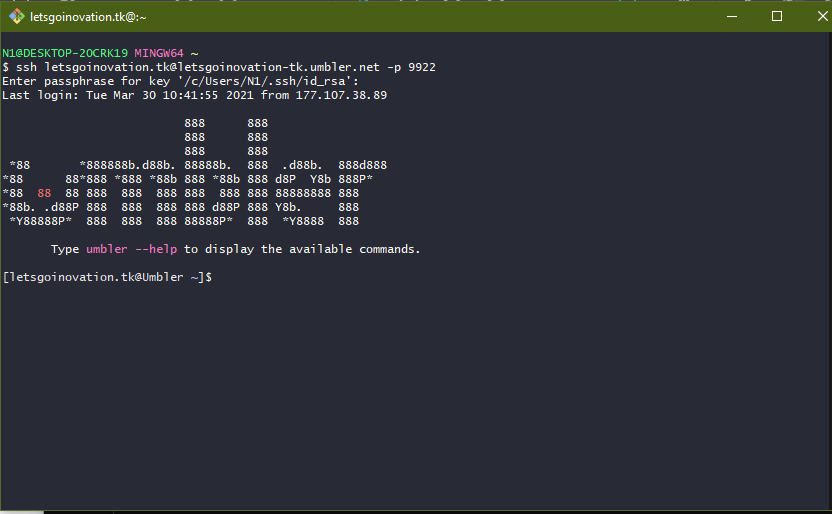 letsgoinovation.tk@:~
N1@DESKTOP-2OCRK19 MINGW64 ~
$ ssh letsgoinovation.tk@letsgoinovation-tk.umbler.net -p 9922
Enter passphrase for key '/c/Users/N1/.ssh/id_rsa':
Last login: Tue Mar 30 10:41:55 2021 from 177.107.38.89
                          888      888
                          888      888
                          888      888
 *88       *888888b.d88b. 88888b.  888  .d88b.  888d888
*88      88*888 *888 *88b 888 *88b 888 d8P  Y8b 888P*
*88  88  88 888  888  888 888  888 888 88888888 888
*88b. .d88P 888  888  888 888 d88P 888 Y8b.     888
 *Y88888P*  888  888  888 88888P*  888  *Y8888  888
Type umbler --help to display the available commands.
[letsgoinovation.tk@Umbler ~]$